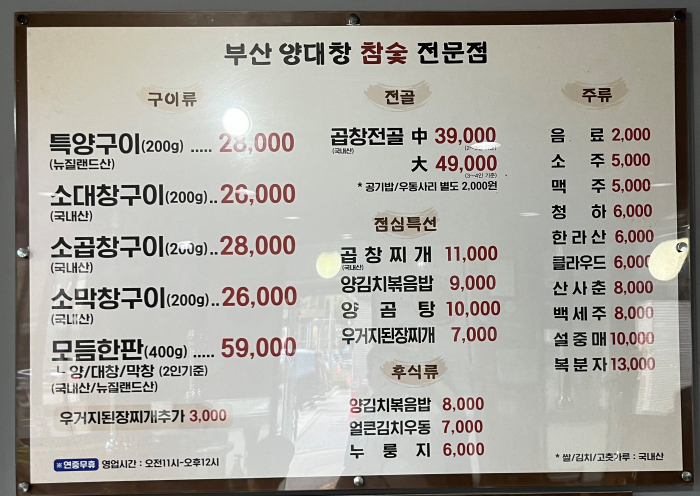 부산 양대창 참숯 전문점
구이류
특양구이(200g) ..... 28,000
(뉴질랜드산)
소대창구이(200g)..26,000
(국내산)
소곱창구이(200g)..28,000
(국내산)
소막창구이(200g)..26,000
(국내산)
모듬한판(400g) ..... 59,000
ㄴ양/대창/막창 (2인기준)
(국내산/뉴질랜드산)
우거지된장찌개추가 3,000
※연중무휴 영업시간 : 오전11시-오후12시
전골
곱창전골 中 39,000
(국내산)
大 49,000
(3~4인 기준)
* 공기밥/우동사리 별도 2,000원
점심특선
곱창찌개 11,000
(국내산)
양김치볶음밥 9,000
양곰탕 10,000
우거지된장찌개 7,000
후식류
양김치볶음밥 8,000
얼큰김치우동 7,000
누룽지 6,000
주류
음료 2,000
소주 5,000
맥주 5,000
청하 6,000
한라산 6,000
클라우드 6,000
산사춘 8,000
백세주 8,000
설중매 10,000
복분자 13,000
* 쌀/김치/고춧가루 : 국내산